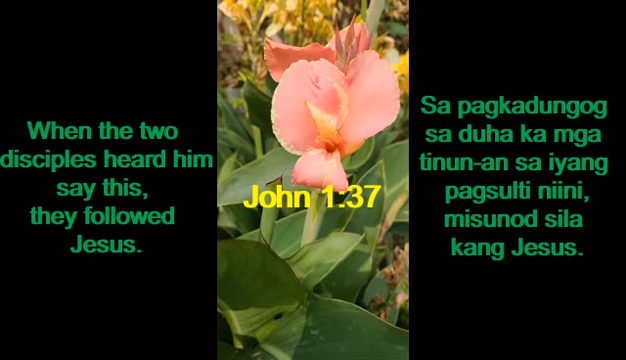 When the two
disciples heard him
say this,
they followed
Jesus.
John 1:37
Sa pagkadungog
sa duha ka mga
tinun-an sa iyang
pagsulti niini,
misunod sila
kang Jesus.